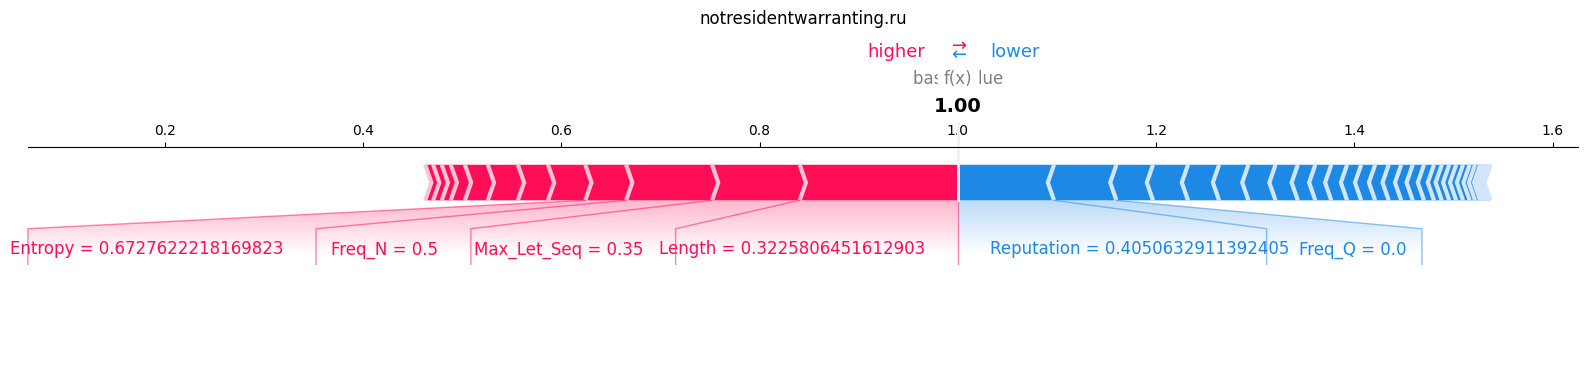 notresidentwarranting.ru
higher → lower
←
bas f(x) lue
1.00
0.2 0.4 0.6 0.8 1.0 1.2 1.4 1.6
Entropy = 0.6727622218169823 Freq_N = 0.5 Max_Let_Seq = 0.35 Length = 0.3225806451612903 Reputation = 0.4050632911392405 Freq_Q = 0.0